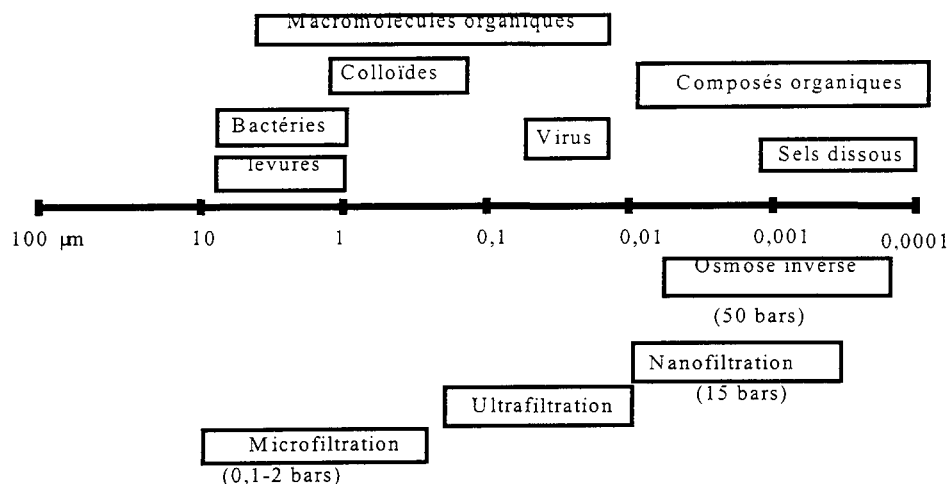 Macromolécules organiques
Colloïdes
Composés organiques
Bactéries
Virus
levures
Sels dissous
100 µm 10 1 0,1 0,01 0,001 0,0001
Osmose inverse
(50 bars)
Nanofiltration
(15 bars)
Ultrafiltration
Microfiltration
(0,1-2 bars)